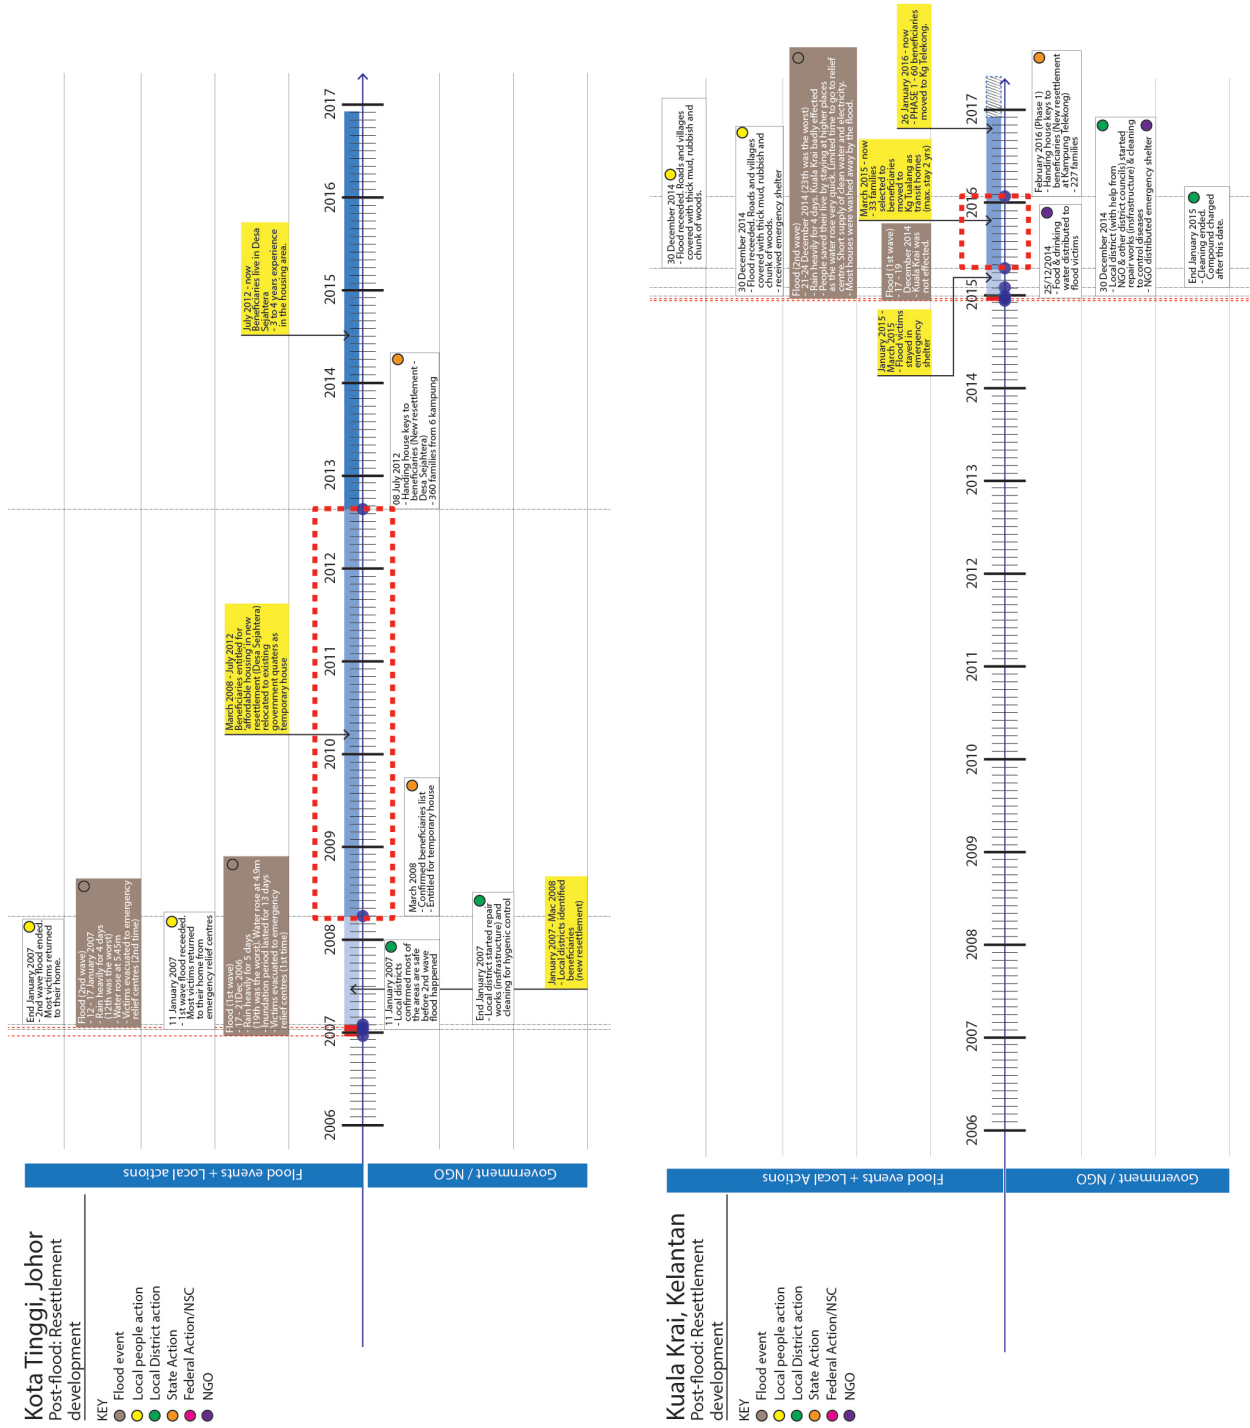 Kota Tinggi, Johor
Post-flood: Resettlement
development
KEY
Flood event
Local people action
Local District action
State Action
Federal Action/NSC
NGO
Flood events + Local actions
Government / NGO
2006
2007
2008
2009
2010
2011
2012
2013
2014
2015
2016
2017
End January 2007
- 2nd wave flood ended.
Most victims returned
to their home.
Flood (2nd wave)
- 12 - 17 January 2007
- Rain heavily for 4 days
(12th was the worst)
- Water rose at 5.45m
- Victims evacuated to emergency
relief centres (2nd time)
11 January 2007
- 1st wave flood receeded.
Most victims returned
to their home from
emergency relief centres
Flood (1st wave)
- 17 - 21Dec 2006
- Rain heavily for 5 days
(19th was the worst). Water rose at 4.9m
- Inundation period lasted for 13 days
- Victims evacuated to emergency
relief centres (1st time)
March 2008 - July 2012
Beneficiaries entitled for
'affordable housing' in new
resettlement (Desa Sejahtera)
relocated to existing
government quaters as
temporary house
July 2012 - now
Beneficiaries live in Desa
Sejahtera
- 3 to 4 years experience
in the housing area.
11 January 2007
- Local districts
confirmed most of
the areas are safe
before 2nd wave
flood happened
March 2008
- Confirmed beneficiaries list
- Entitled for temporary house
08 July 2012
- Handing house keys to
beneficiaries (New resettlement -
Desa Sejahtera)
- 360 families from 6 kampung
End January 2007
- Local district started repair
works (insfrastructure) and
cleaning for hygenic control
January 2007 - Mac 2008
- Local districts identified
beneficiaries
(new resettlement)
Kuala Krai, Kelantan
Post-flood: Resettlement
development
KEY
Flood event
Local people action
Local District action
State Action
Federal Action/NSC
NGO
Flood events + Local Actions
Government / NGO
2006
2007
2008
2009
2010
2011
2012
2013
2014
2015
2016
2017
30 December 2014
- Flood receeded. Roads and villages
covered with thick mud, rubbish and
chunk of woods.
30 December 2014
- Flood receeded. Roads and villages
covered with thick mud, rubbish and
chunk of woods.
- received emergency shelter
Flood (2nd wave)
- 21-24 December 2014 (23th was the worst)
- Rain heavily for 4 days. Kuala Krai badly effected
- People saved their live by staying at higher places
as the water rose very quick. Limited time to go to relief
centre. Short supply of clean water and electricity.
- Most houses were washed away by the flood.
March 2015 - now
- 33 families
selected to
beneficiaries
moved to
Kg Tualang as
transit homes
(max. stay 2 yrs)
Flood (1st wave)
- 17 - 19
December 2014
- Kuala Krai was
not effected.
26 January 2016 - now
- PHASE 1 - 60 beneficiaries
moved to Kg Telekong.
January 2015 -
March 2015
- Flood victims
stayed in
emergency
shelter
25/12/2014
- Food & drinking
water distributed to
flood victims
February 2016 (Phase 1)
- Handing house keys to
beneficiaries (New resettlement
at Kampung Telekong)
- 227 families
30 December 2014
- Local district (with help from
NGO & other district councils) started
repair works (insfrastructure) & cleaning
to control diseases
- NGO distributed emergency shelter
End January 2015
- Cleaning ended.
Compound charged
after this date.